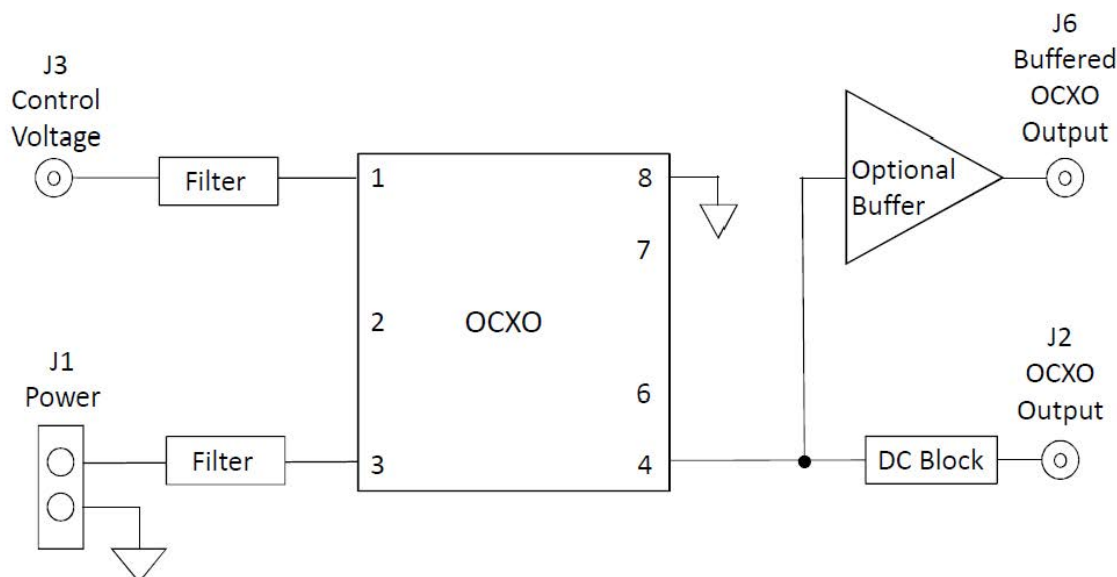 J3
Control
Voltage
Filter
1
2
3
OCXO
8
7
6
4
Optional
Buffer
J6
Buffered
OCXO
Output
J1
Power
Filter
DC Block
J2
OCXO
Output